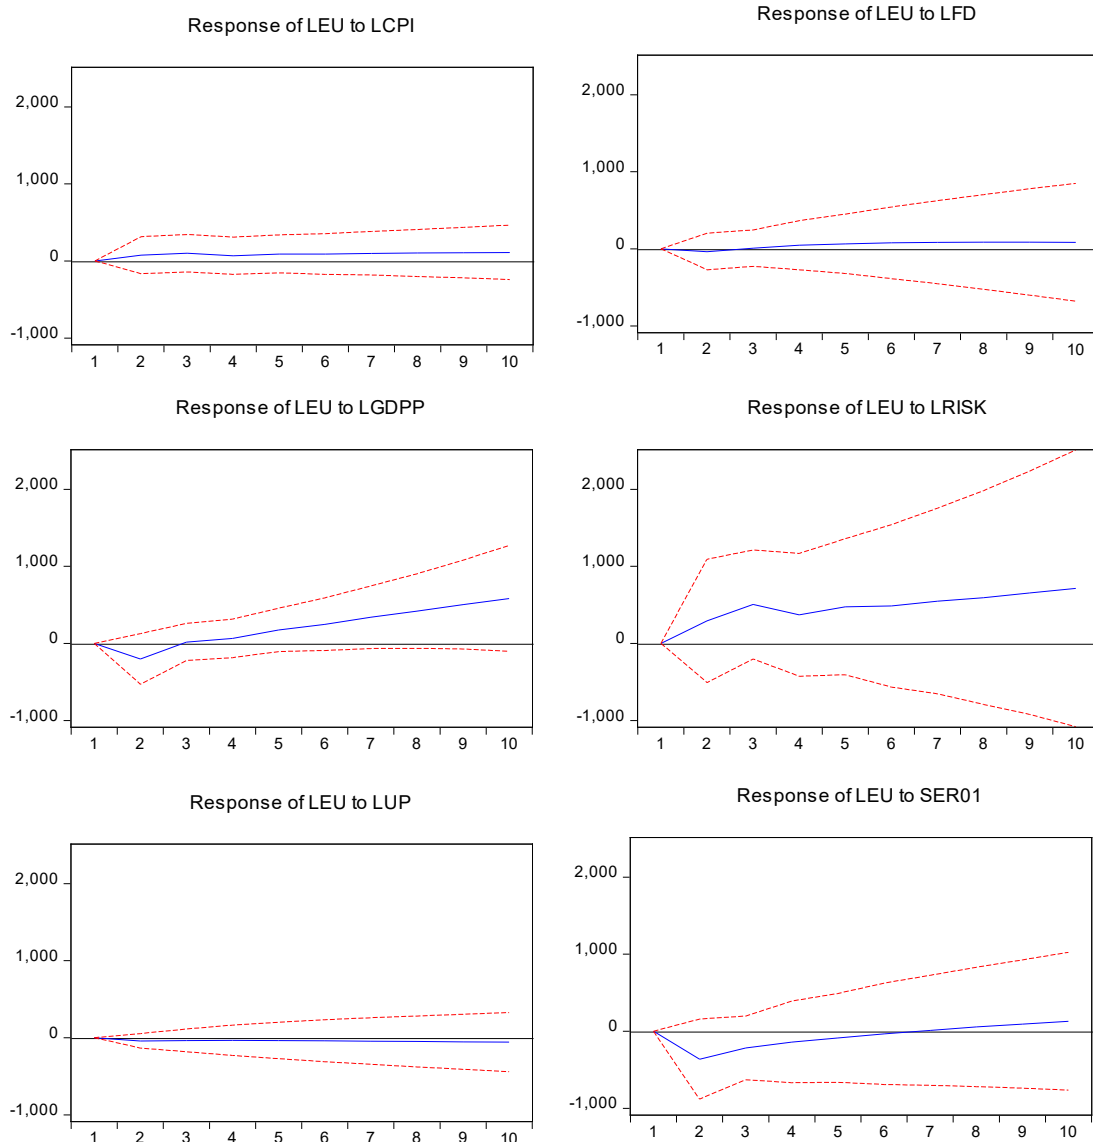 Response of LEU to LCPI
2,000
1,000
0
-1,000
1 2 3 4 5 6 7 8 9 10
Response of LEU to LFD
2,000
1,000
0
-1,000
1 2 3 4 5 6 7 8 9 10
Response of LEU to LGDPP
2,000
1,000
0
-1,000
1 2 3 4 5 6 7 8 9 10
Response of LEU to LRISK
2,000
1,000
0
-1,000
1 2 3 4 5 6 7 8 9 10
Response of LEU to LUP
2,000
1,000
0
-1,000
1 2 3 4 5 6 7 8 9 10
Response of LEU to SER01
2,000
1,000
0
-1,000
1 2 3 4 5 6 7 8 9 10